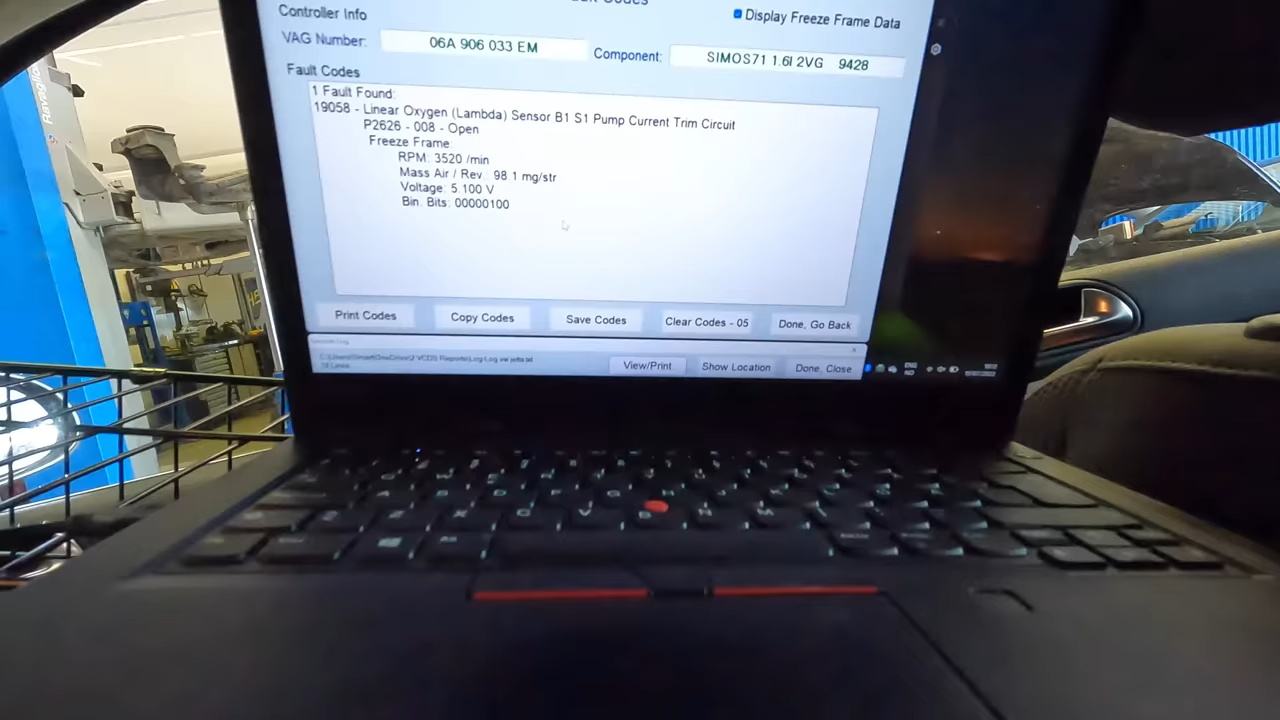 Controller Info
Display Freeze Frame Data
VAG Number: 06A 906 033 EM
Component: SIMOS71 1.6l 2VG 9428
Fault Codes
1 Fault Found:
19058 - Linear Oxygen (Lambda) Sensor B1 S1 Pump Current Trim Circuit
P2626 - 008 - Open
Freeze Frame:
RPM: 3520 /min
Mass Air / Rev: 98.1 mg/str
Voltage: 5.100 V
Bin. Bits: 00000100
Print Codes
Copy Codes
Save Codes
Clear Codes - 05
Done, Go Back
View/Print
Show Location
Done, Close
ENG
NO
Ravaglioli